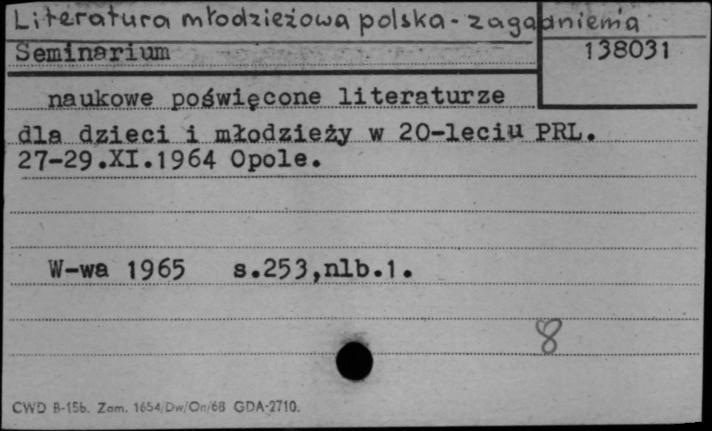 Literatura młodzieżowa polska - zagadnienia
Seminarium 138031
naukowe poświęcone literaturze
dla dzieci i młodzieży w 20-leciu PRL.
27-29.XI.1964 Opole.
W-wa 1965 s.253,nlb.1.
8
CWD B-15b. Zam. 1654/Dw/On/68 GDA-2710.